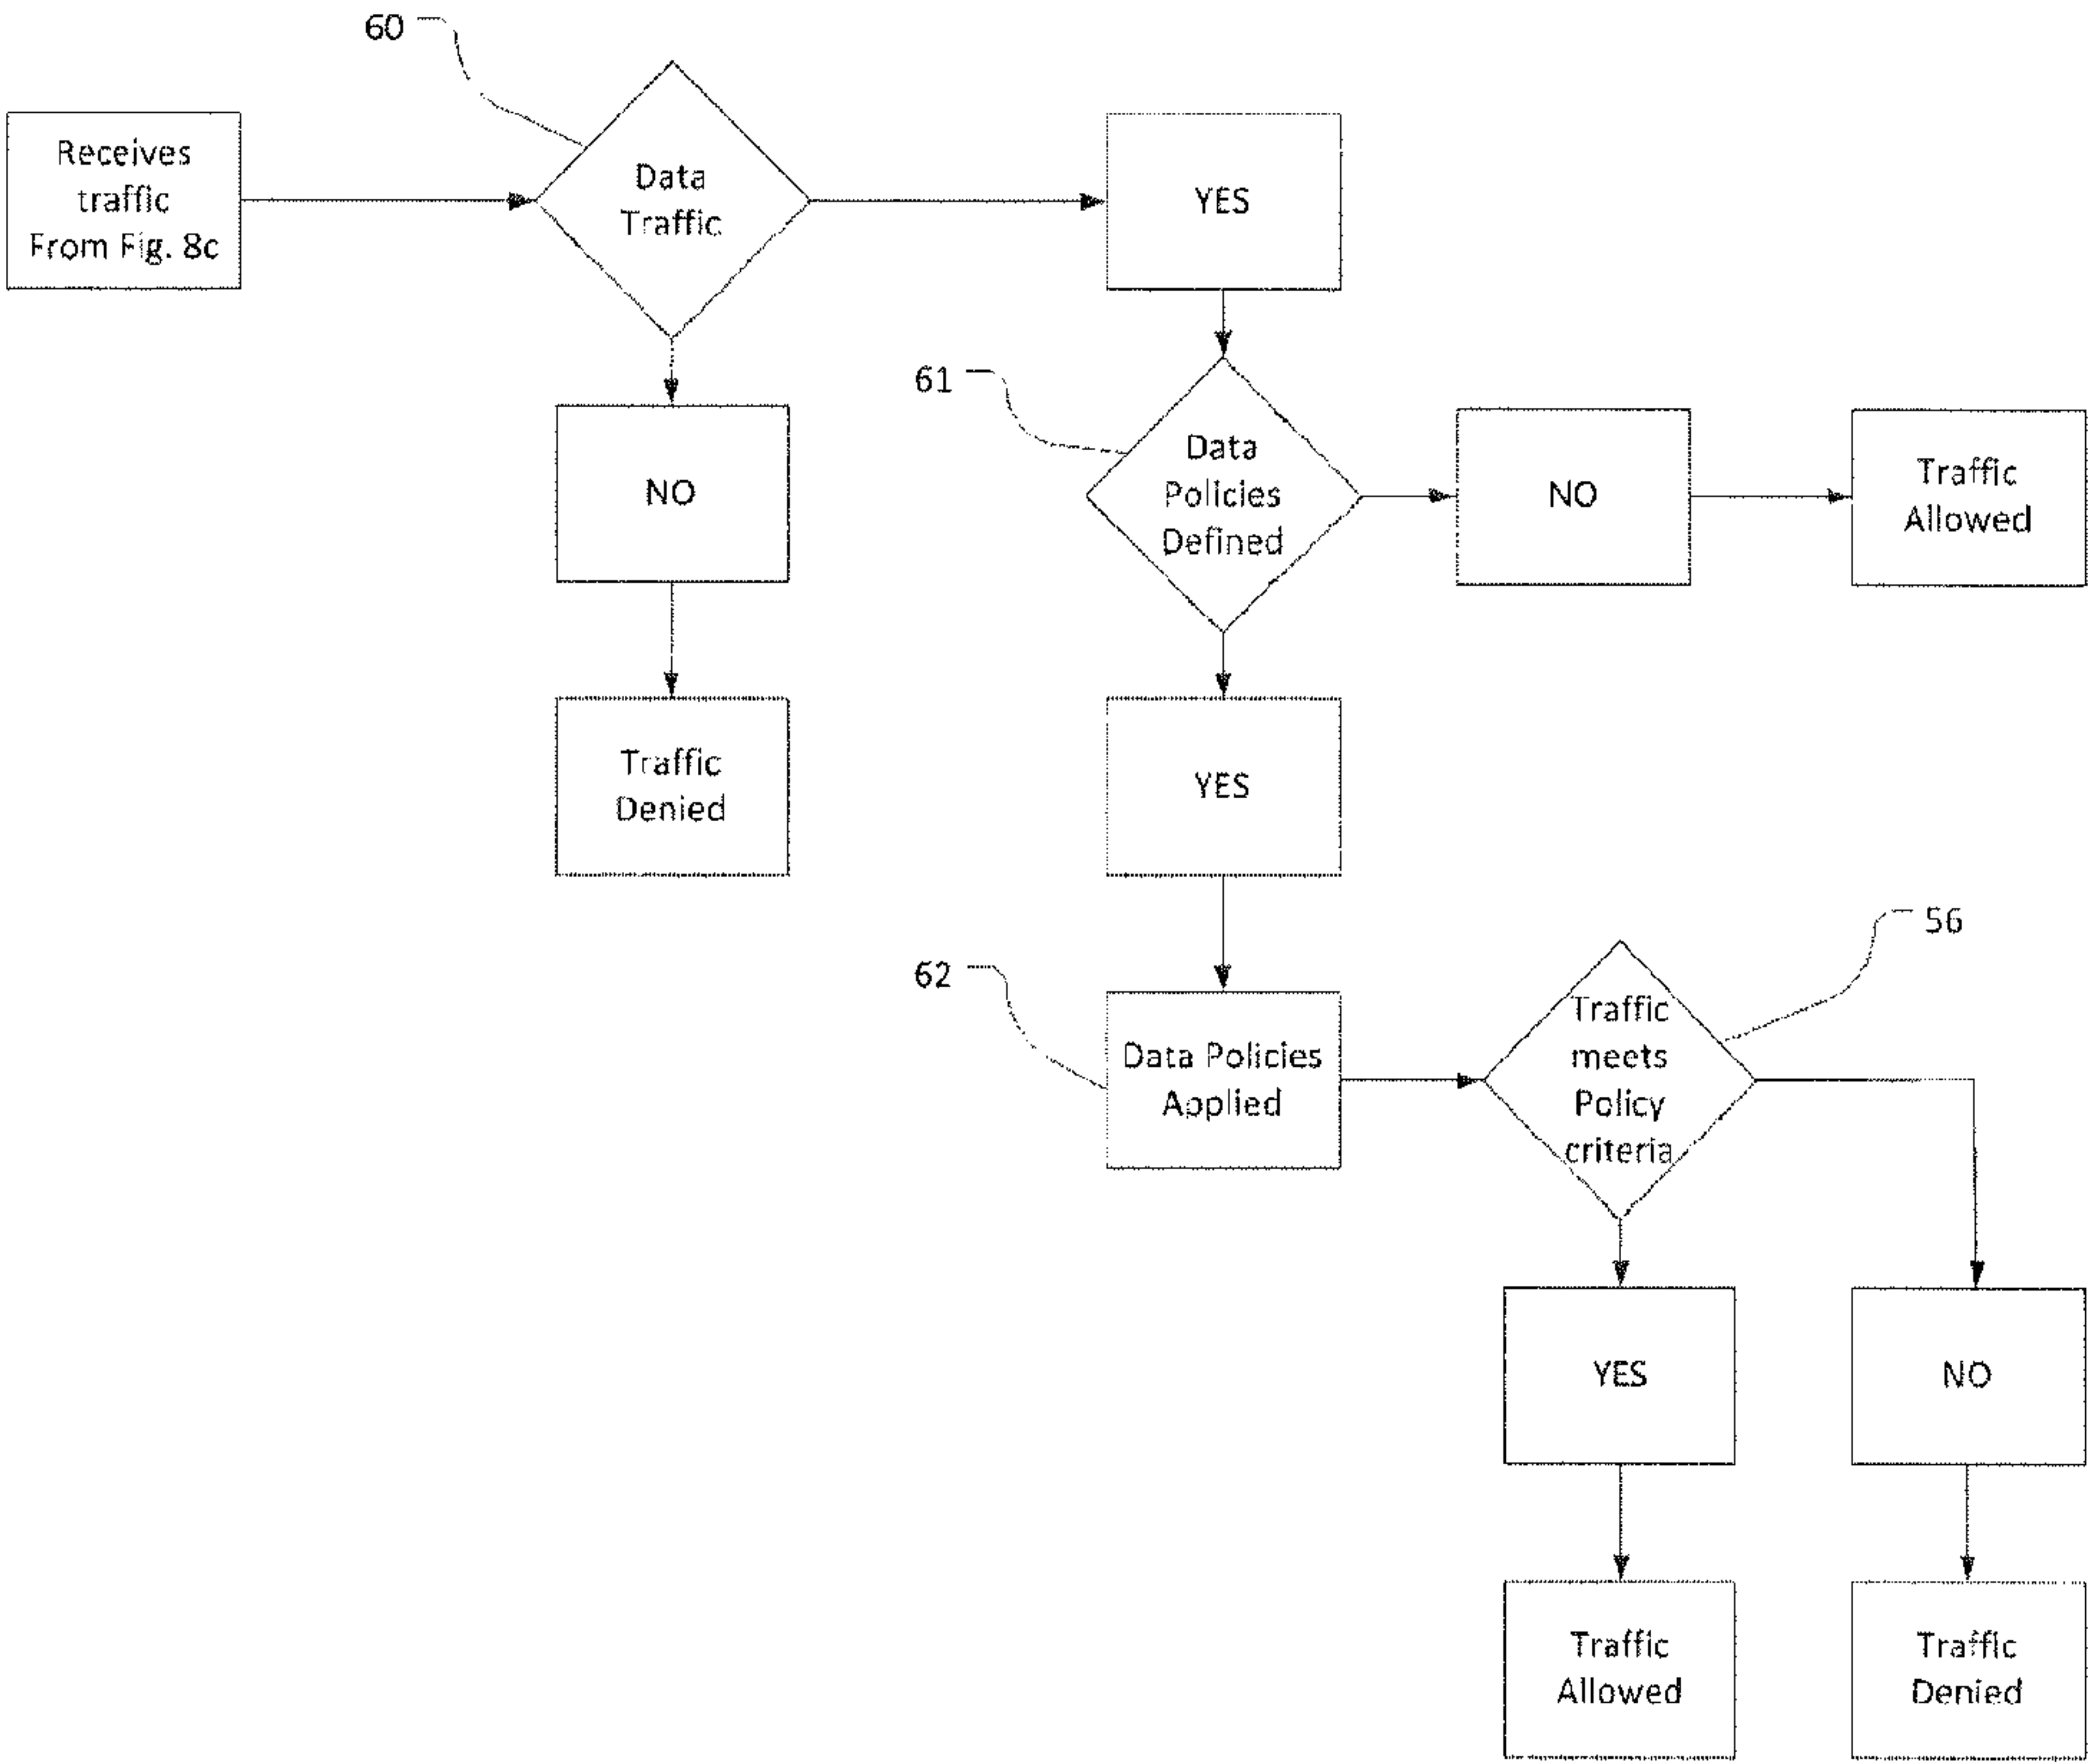 60
Receives
traffic
From Fig. 8c
Data
Traffic
YES
61
NO
Data
Policies
Defined
NO
Traffic
Allowed
Traffic
Denied
YES
56
62
Data Policies
Applied
Traffic
meets
Policy
criteria
YES
NO
Traffic
Allowed
Traffic
Denied